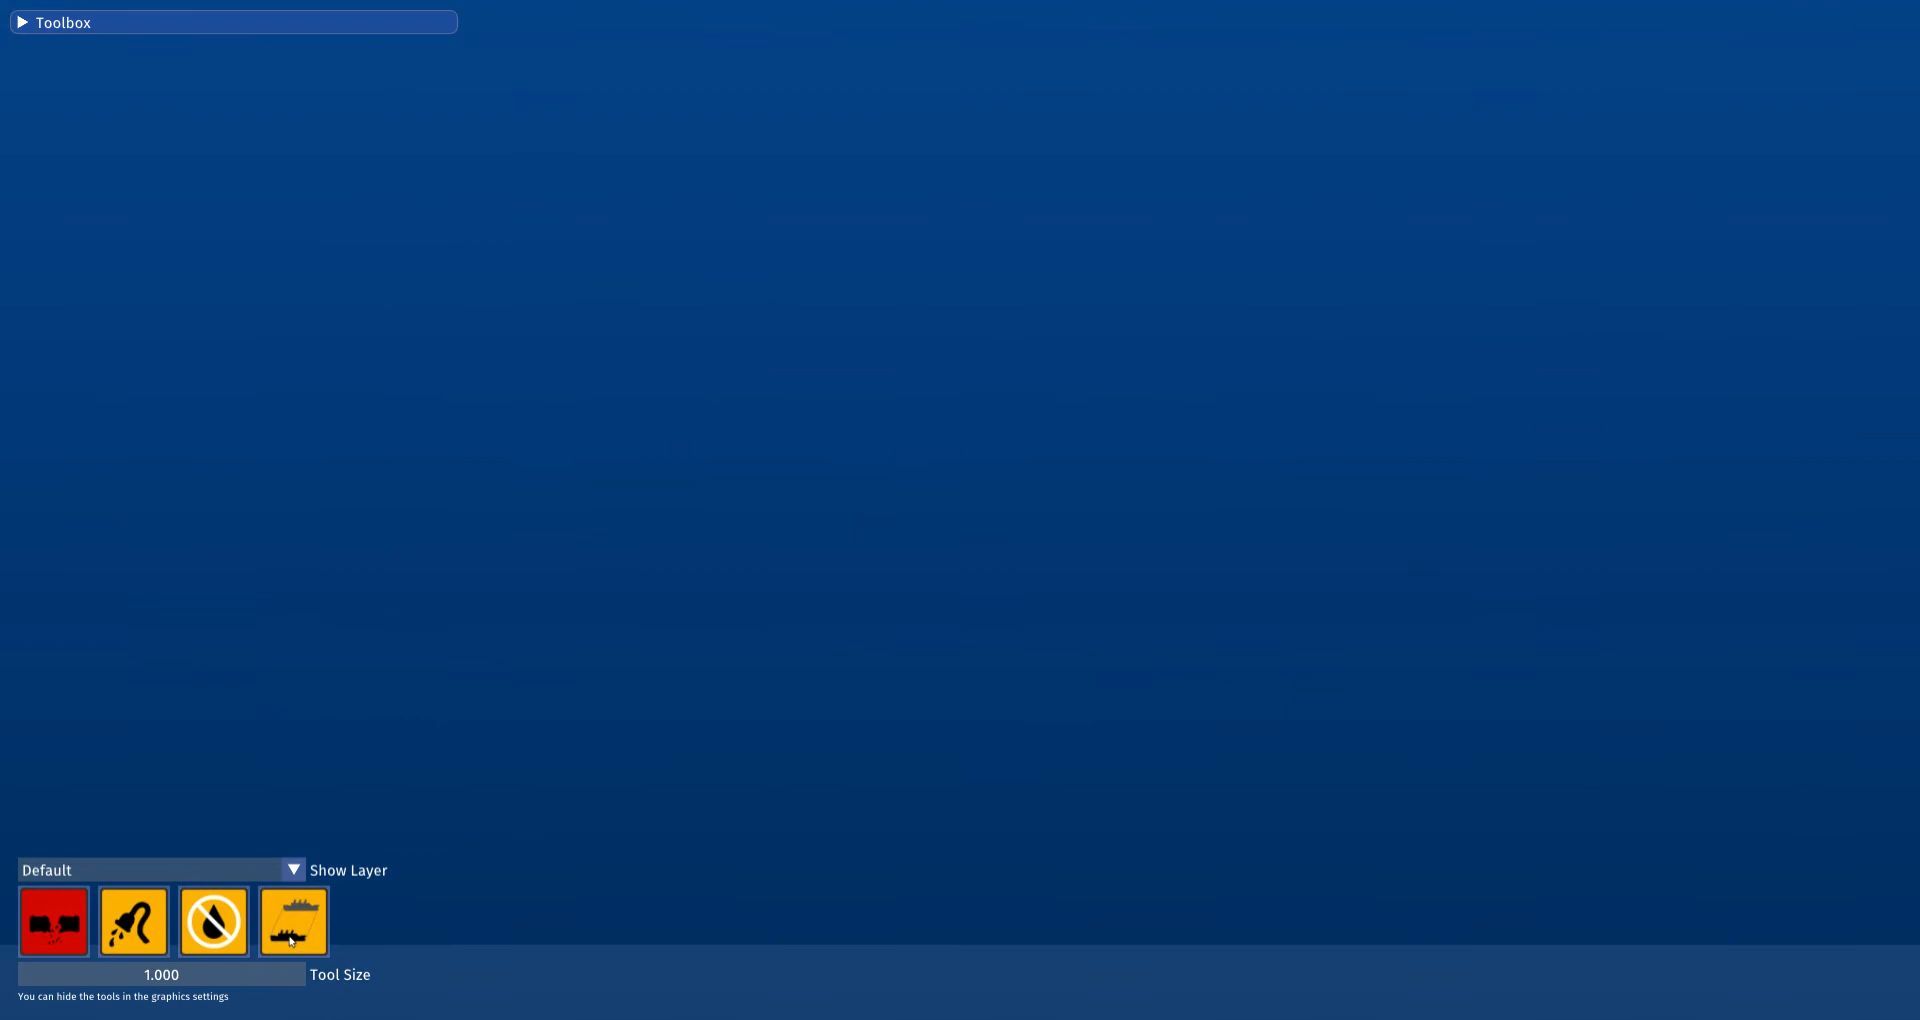 Toolbox
Default
Show Layer
1.000
Tool Size
You can hide the tools in the graphics settings